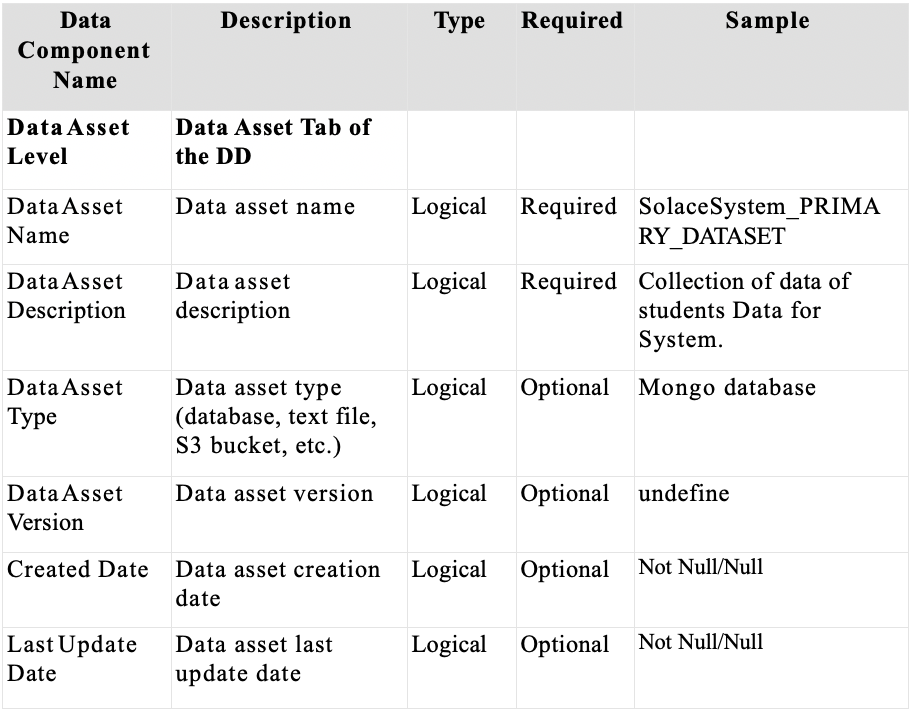 Data Component Name Description Type Required Sample
Data Asset Level Data Asset Tab of the DD
Data Asset Name Data asset name Logical Required SolaceSystem_PRIMARY_DATASET
Data Asset Description Data asset description Logical Required Collection of data of students Data for System.
Data Asset Type Data asset type (database, text file, S3 bucket, etc.) Logical Optional Mongo database
Data Asset Version Data asset version Logical Optional undefine
Created Date Data asset creation date Logical Optional Not Null/Null
Last Update Date Data asset last update date Logical Optional Not Null/Null